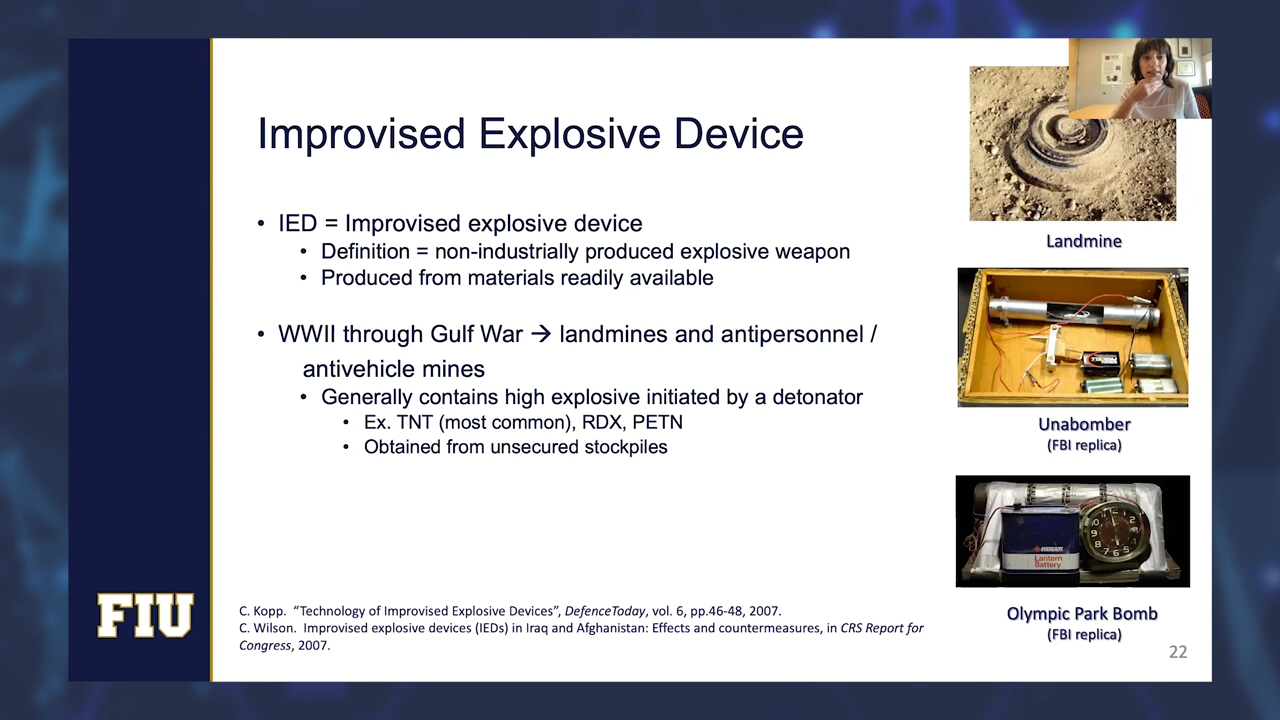 Improvised Explosive Device
• IED = Improvised explosive device
• Definition = non-industrially produced explosive weapon
• Produced from materials readily available
• WWII through Gulf War → landmines and antipersonnel /
antivehicle mines
• Generally contains high explosive initiated by a detonator
• Ex. TNT (most common), RDX, PETN
• Obtained from unsecured stockpiles
Landmine
Unabomber
(FBI replica)
EVEREADY
Lantern
Battery
Olympic Park Bomb
(FBI replica)
FIU
C. Kopp. “Technology of Improvised Explosive Devices”, DefenceToday, vol. 6, pp.46-48, 2007.
C. Wilson. Improvised explosive devices (IEDs) in Iraq and Afghanistan: Effects and countermeasures, in CRS Report for
Congress, 2007.
22